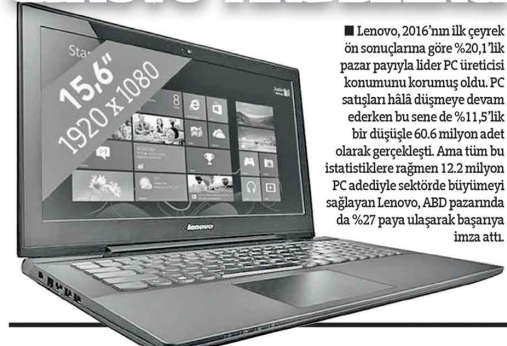 ■ Lenovo, 2016’nın ilk çeyrek
ön sonuçlarına göre %20,1’lik
pazar payıyla lider PC üreticisi
konumunu korumuş oldu. PC
satışları hâlâ düşmeye devam
ederken bu sene de %11,5’lik
bir düşüşle 60.6 milyon adet
olarak gerçekleşti. Ama tüm bu
istatistiklere rağmen 12.2 milyon
PC adediyle sektörde büyümeyi
sağlayan Lenovo, ABD pazarında
da %27 paya ulaşarak başarıya
imza attı.
15,6"
1920 x 1080
Star
lenovo